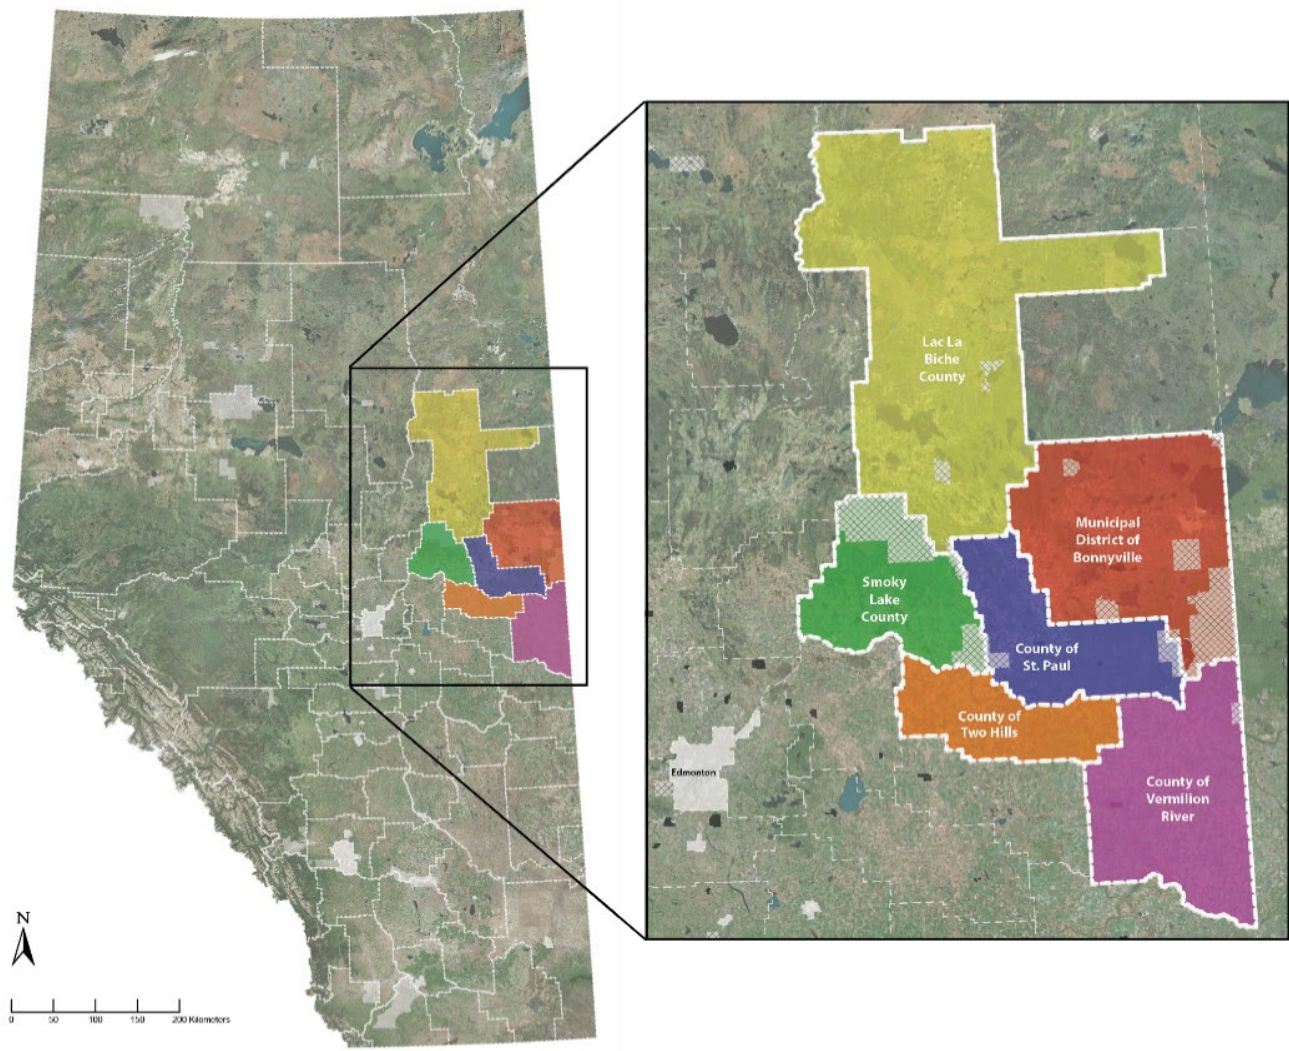 Lac La
Biche
County
Municipal
District of
Bonnyville
Smoky
Lake
County
County of
St. Paul
County of
Two Hills
Edmonton
County of
Vermilion
River
N
0 50 100 150 200 Kilometers